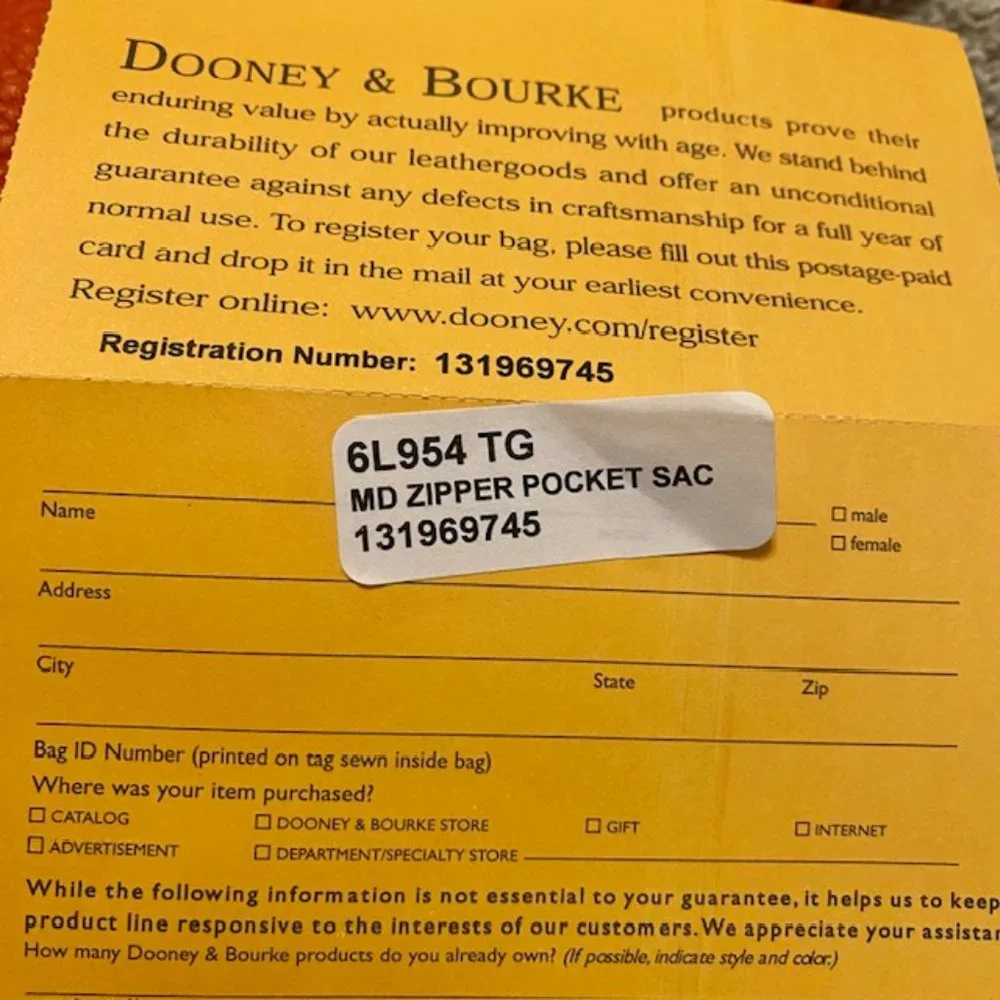 DOONEY & BOURKE products prove their
enduring value by actually improving with age. We stand behind
the durability of our leathergoods and offer an unconditional
guarantee against any defects in craftsmanship for a full year of
normal use. To register your bag, please fill out this postage-paid
card and drop it in the mail at your earliest convenience.
Register online: www.dooney.com/register
Registration Number: 131969745
6L954 TG
MD ZIPPER POCKET SAC
131969745
Name
☐ male
☐ female
Address
City State Zip
Bag ID Number (printed on tag sewn inside bag)
Where was your item purchased?
☐ CATALOG ☐ DOONEY & BOURKE STORE ☐ GIFT ☐ INTERNET
☐ ADVERTISEMENT ☐ DEPARTMENT/SPECIALTY STORE
While the following information is not essential to your guarantee, it helps us to keep
product line responsive to the interests of our customers. We appreciate your
How many Dooney & Bourke products do you already own? (If possible, indicate style and color.)